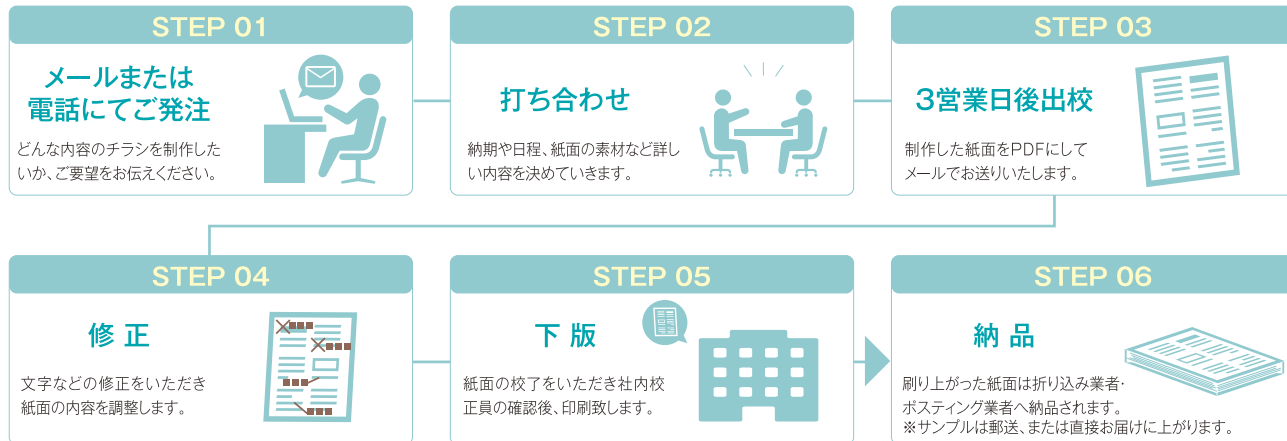 STEP 01
メールまたは
電話にてご発注
どんな内容のチラシを制作した
いか、ご要望をお伝えください。
STEP 02
打ち合わせ
納期や日程、紙面の素材など詳し
い内容を決めていきます。
STEP 03
3営業日後出校
制作した紙面をPDFにして
メールでお送りいたします。
STEP 04
修正
文字などの修正をいただき
紙面の内容を調整します。
STEP 05
下版
紙面の校了をいただき社内校
正員の確認後、印刷致します。
STEP 06
納品
刷り上がった紙面は折り込み業者・
ポスティング業者へ納品されます。
※サンプルは郵送、または直接お届けに上がります。